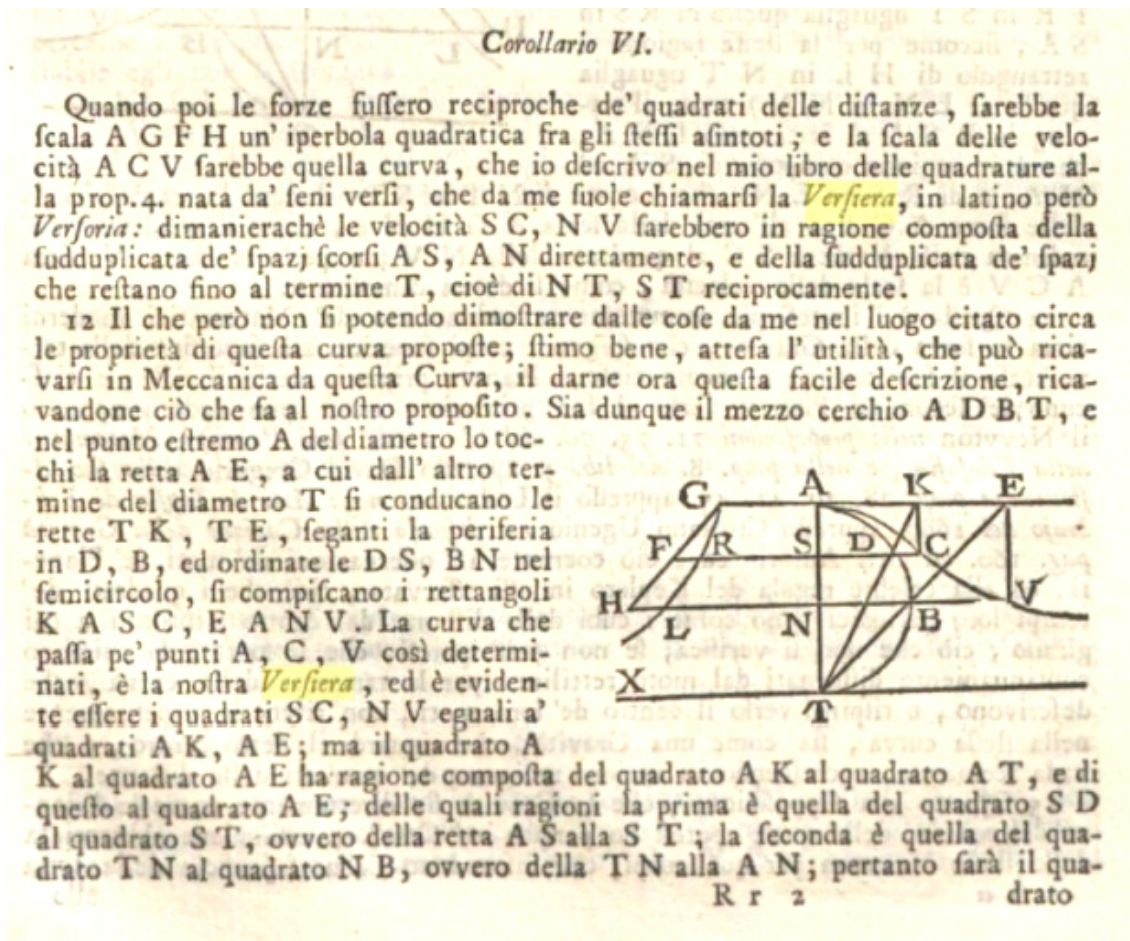 Corollario VI.
Quando poi le forze fuſſero reciproche de' quadrati delle diſtanze, ſarebbe la
ſcala A G F H un' iperbola quadratica fra gli ſteſſi aſintoti; e la ſcala delle velo-
cità A C V ſarebbe quella curva, che io deſcrivo nel mio libro delle quadrature al-
la prop. 4. nata da' ſeni verſi, che da me ſuole chiamarſi la Verſiera, in latino però
Verſoria: dimanierachè le velocità S C, N V ſarebbero in ragione compoſta della
ſudduplicata de' ſpazj ſcorſi A S, A N direttamente, e della ſudduplicata de' ſpazj
che reſtano fino al termine T, cioè di N T, S T reciprocamente.
12 Il che però non ſi potendo dimoſtrare dalle coſe da me nel luogo citato circa
le proprietà di queſta curva propoſte; ſtimo bene, atteſa l' utilità, che può rica-
varſi in Meccanica da queſta Curva, il darne ora queſta facile deſcrizione, rica-
vandone ciò che fa al noſtro propoſito. Sia dunque il mezzo cerchio A D B T, e
nel punto eſtremo A del diametro lo toc-
chi la retta A E, a cui dall' altro ter-
mine del diametro T ſi conducano le
rette T K, T E, ſeganti la periferia
in D, B, ed ordinate le D S, B N nel
ſemicircolo, ſi compiſcano i rettangoli
K A S C, E A N V. La curva che
paſſa pe' punti A, C, V così determi-
nati, è la noſtra Verſiera, ed è eviden-
te eſſere i quadrati S C, N V eguali a'
quadrati A K, A E; ma il quadrato A
K al quadrato A E ha ragione compoſta del quadrato A K al quadrato A T, e di
queſto al quadrato A E; delle quali ragioni la prima è quella del quadrato S D
al quadrato S T, ovvero della retta A S alla S T; la ſeconda è quella del qua-
drato T N al quadrato N B, ovvero della T N alla A N; pertanto ſarà il qua-
R r 2 drato
G A K E
F R S D C
H L N B V
X T